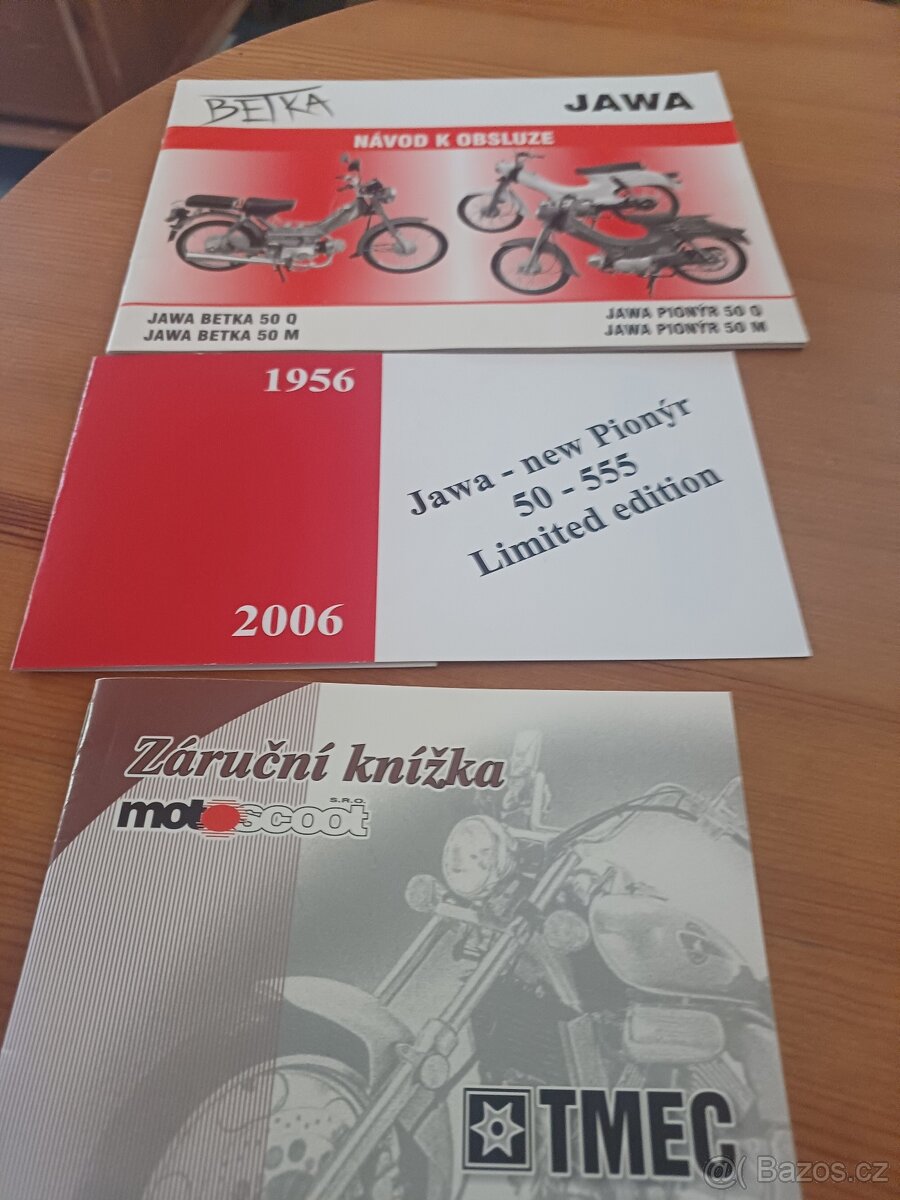 BETKA
JAWA
NÁVOD K OBSLUZE
JAWA BETKA 50 Q
JAWA BETKA 50 M
JAWA PIONÝR 50 Q
JAWA PIONÝR 50 M
1956
2006
Jawa - new Pionýr
50 - 555
Limited edition
Záruční knížka
motoscoot
S.R.O.
TMEC
@ Bazos.cz